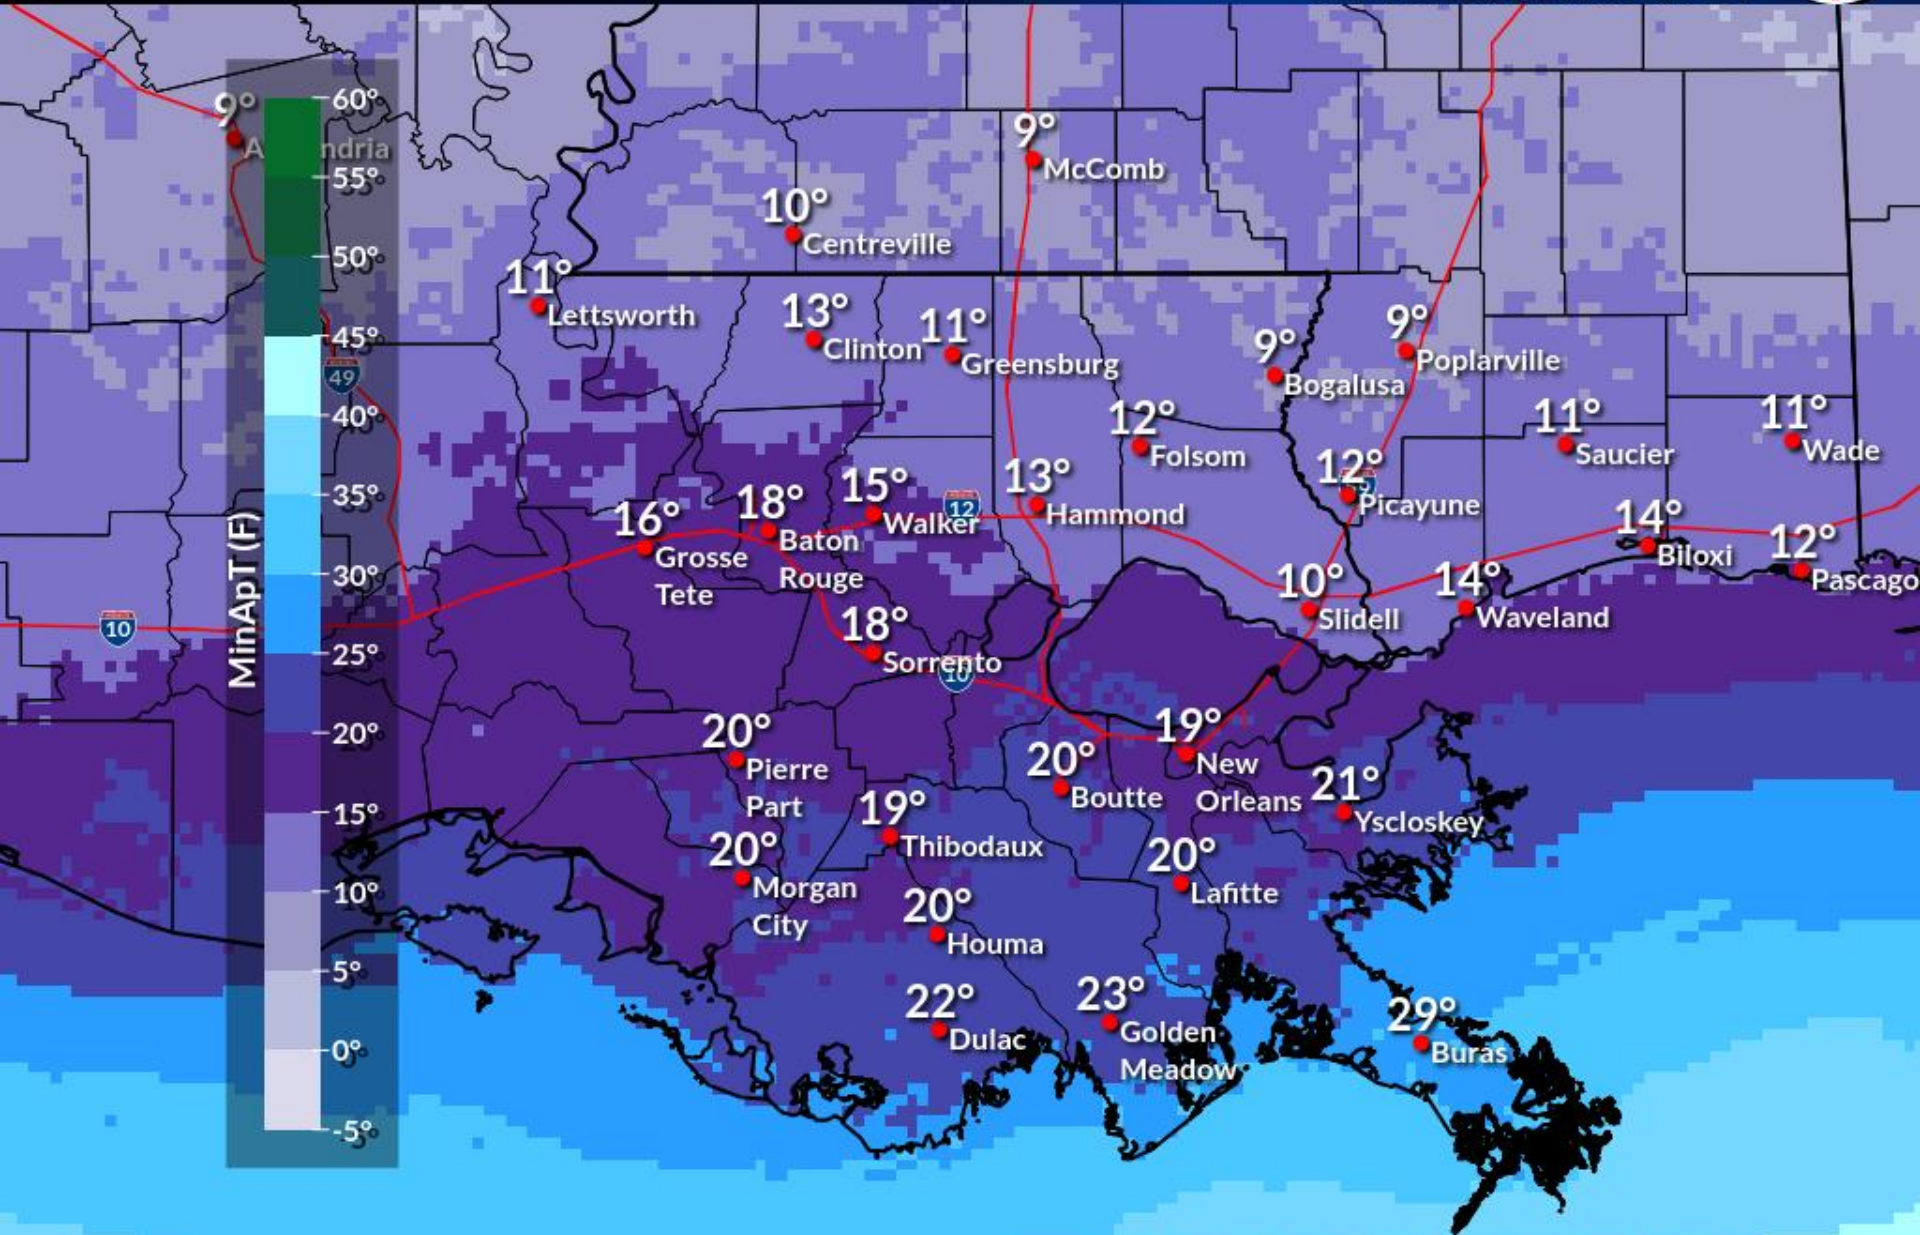 9°
60°
ndria
55°
50°
45°
40°
35°
30°
25°
20°
15°
10°
5°
0°
-5°
MinApT (F)
49
10
9°
McComb
10°
Centreville
11°
Lettsworth
13°
Clinton
11°
Greensburg
9°
Bogalusa
9°
Poplarville
12°
Folsom
11°
Saucier
11°
Wade
12°
Picayune
16°
Grosse
Tete
18°
Baton
Rouge
15°
Walker
12
13°
Hammond
14°
Biloxi
12°
Pascago
10°
Slidell
14°
Waveland
18°
Sorrento
10
20°
Pierre
Part
20°
Boutte
19°
New
Orleans
21°
Yscloskey
19°
Thibodaux
20°
Morgan
City
20°
Lafitte
20°
Houma
22°
Dulac
23°
Golden
Meadow
29°
Buras